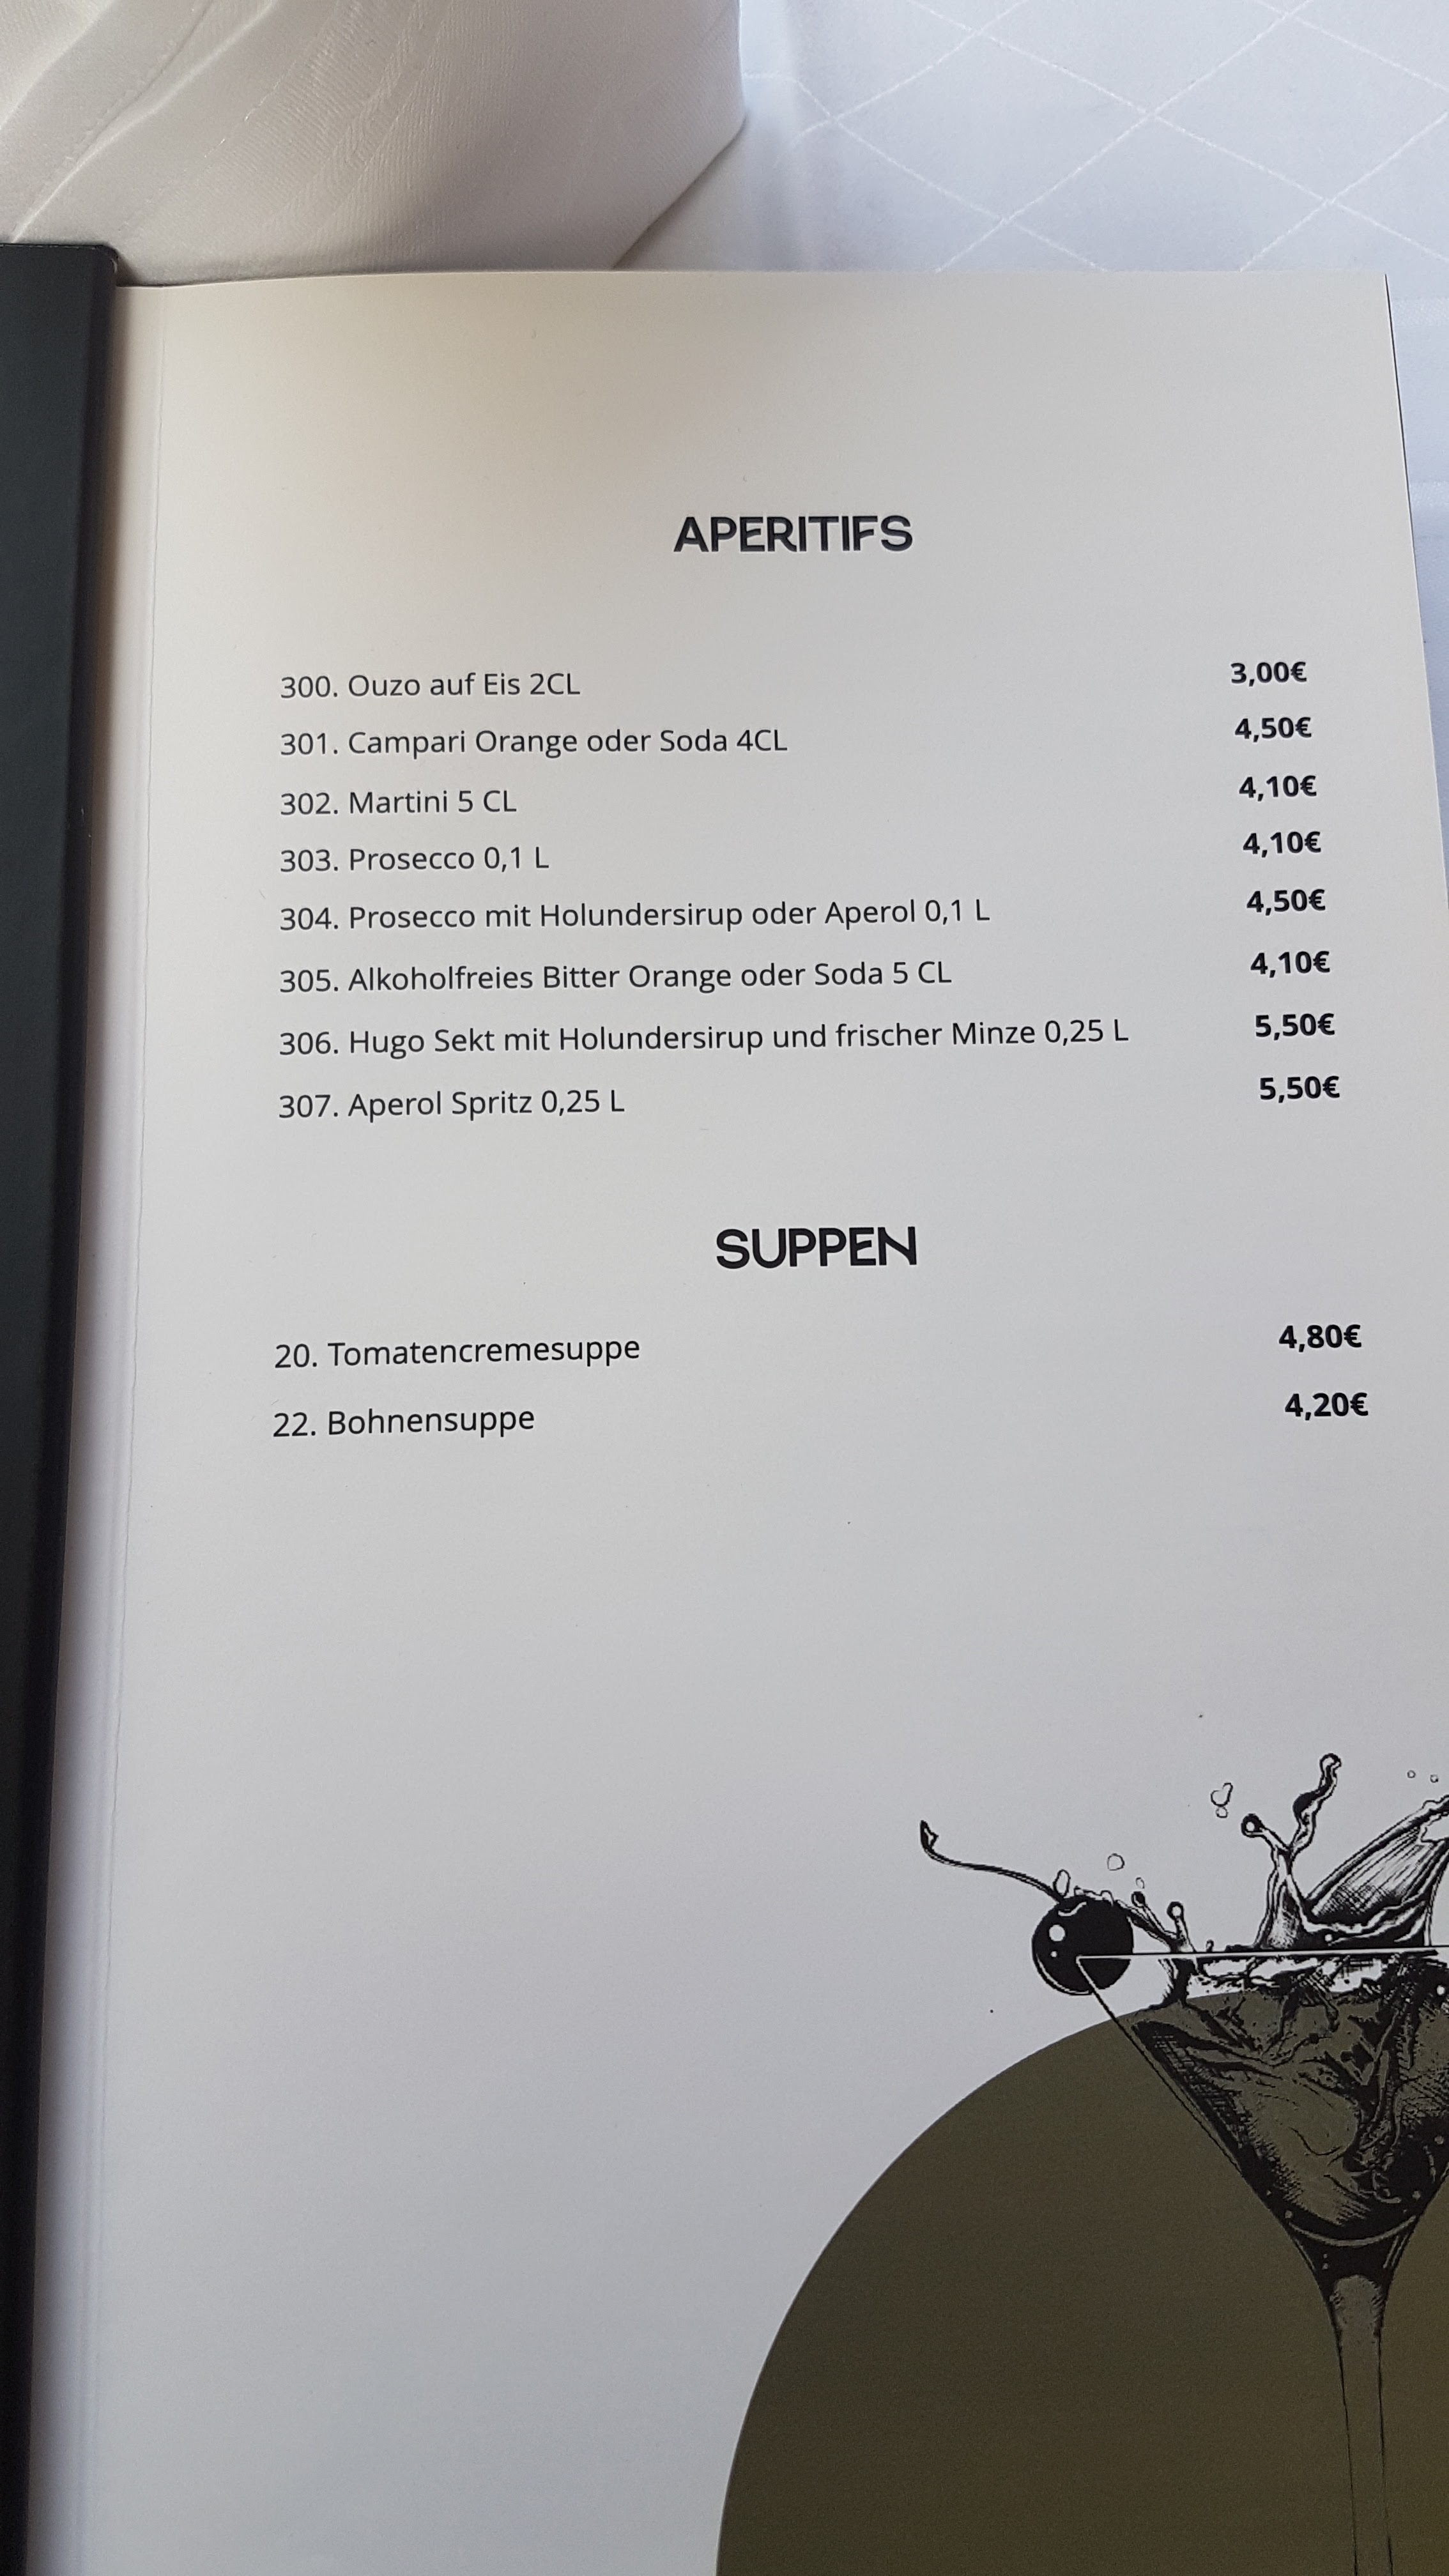 APERITIFS
300. Ouzo auf Eis 2CL 3,00€
301. Campari Orange oder Soda 4CL 4,50€
302. Martini 5 CL 4,10€
303. Prosecco 0,1 L 4,10€
304. Prosecco mit Holundersirup oder Aperol 0,1 L 4,50€
305. Alkoholfreies Bitter Orange oder Soda 5 CL 4,10€
306. Hugo Sekt mit Holundersirup und frischer Minze 0,25 L 5,50€
307. Aperol Spritz 0,25 L 5,50€
SUPPEN
20. Tomatencremesuppe 4,80€
22. Bohnensuppe 4,20€